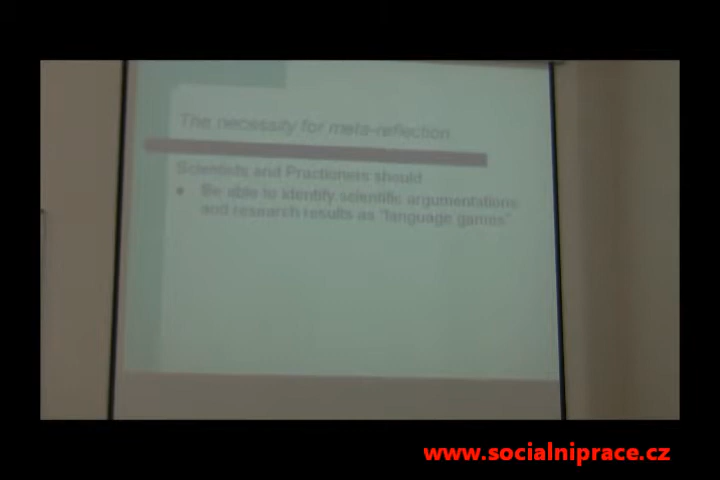 The necessity for meta-reflection
Scientists and Practioners should
Be able to identify scientific argumentations
and research results as "language games"
www.socialniprace.cz